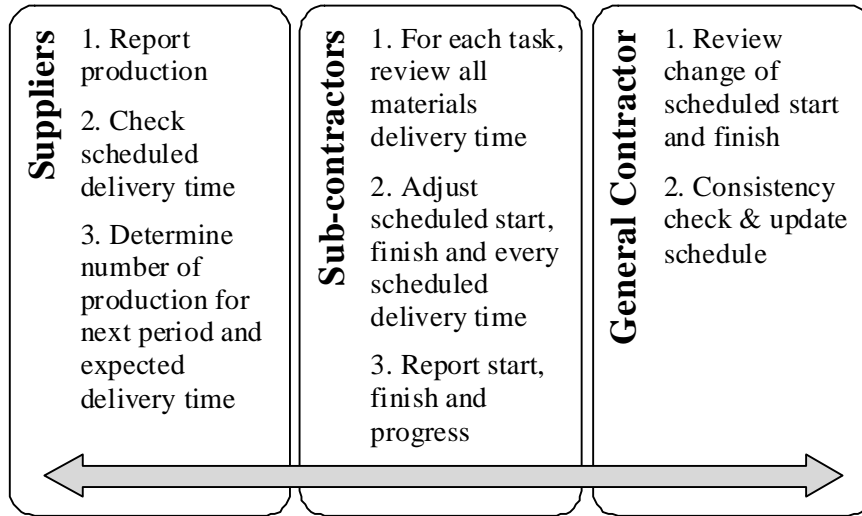 Suppliers
1. Report
production
2. Check
scheduled
delivery time
3. Determine
number of
production for
next period and
expected
delivery time
Sub-contractors
1. For each task,
review all
materials
delivery time
2. Adjust
scheduled start,
finish and every
scheduled
delivery time
3. Report start,
finish and
progress
General Contractor
1. Review
change of
scheduled start
and finish
2. Consistency
check & update
schedule